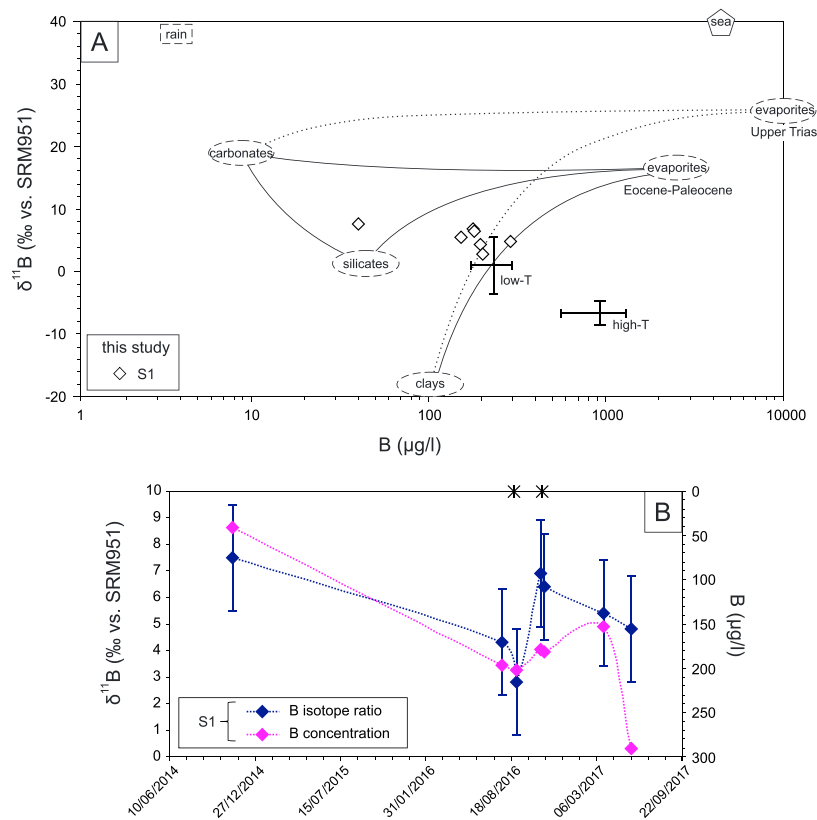 A
B
40
30
20
10
0
-10
-20
δ¹¹B (‰ vs. SRM951)
rain
sea
evaporites
Upper Trias
carbonates
evaporites
Eocene-Paleocene
silicates
low-T
high-T
clays
this study
S1
1
10
100
1000
10000
B (µg/l)
10
9
8
7
6
5
4
3
2
1
0
δ¹¹B (‰ vs. SRM951)
0
50
100
150
200
250
300
B (µg/l)
S1
B isotope ratio
B concentration
10/06/2014
27/12/2014
15/07/2015
31/01/2016
18/08/2016
06/03/2017
22/09/2017